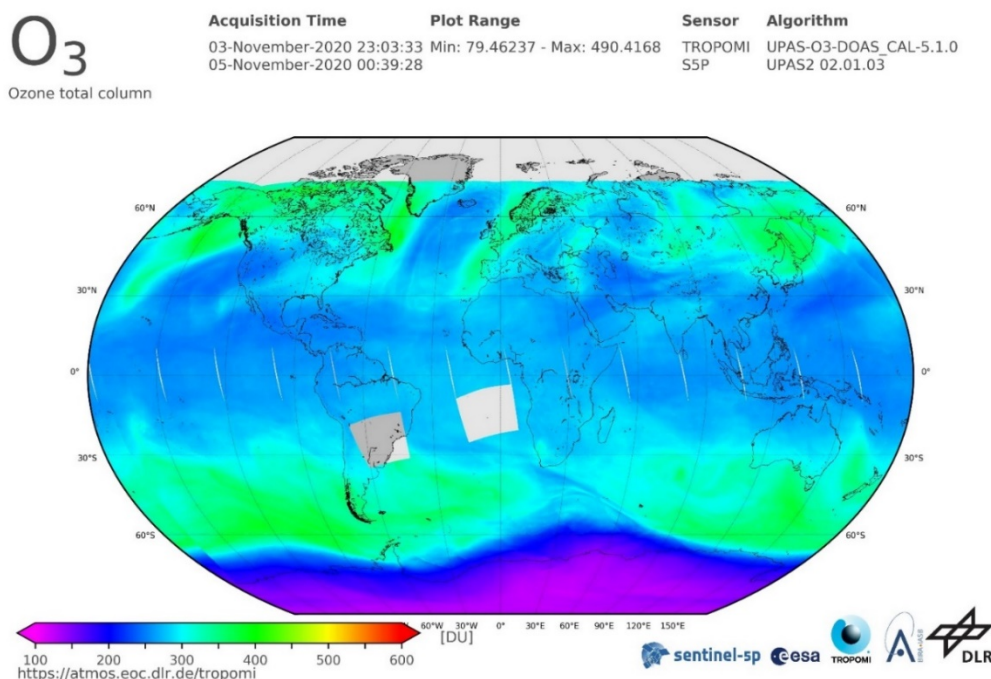 O3
Ozone total column
Acquisition Time Plot Range Sensor Algorithm
03-November-2020 23:03:33 Min: 79.46237 - Max: 490.4168 TROPOMI UPAS-O3-DOAS_CAL-5.1.0
05-November-2020 00:39:28 S5P UPAS2 02.01.03
60°N 60°N
30°N 30°N
0° 0°
30°S 30°S
60°S 60°S
60°W 30°W 0° 30°E 60°E 90°E 120°E 150°E
[DU]
100 200 300 400 500 600
https://atmos.eoc.dlr.de/tropomi
sentinel-5p esa TROPOMI BIRA-IASB DLR